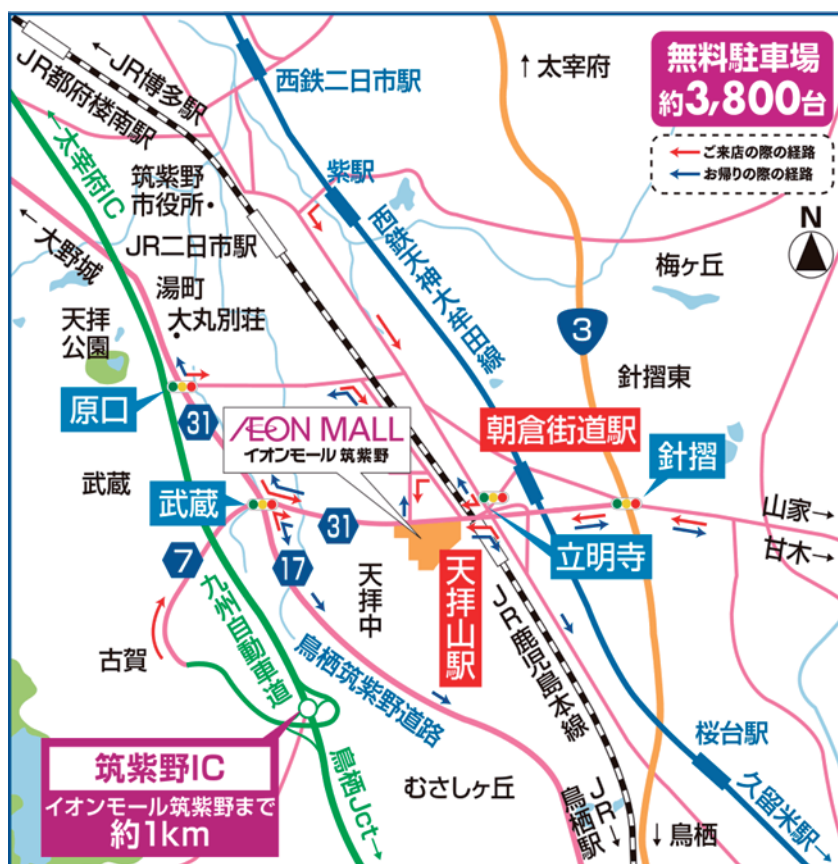 無料駐車場
約3,800台
ご来店の際の経路
お帰りの際の経路
N
↑太宰府
←JR博多駅
JR都府楼南駅
西鉄二日市駅
←太宰府IC
筑紫野
市役所・
紫駅
西鉄天神大牟田線
←大野城
JR二日市駅
湯町
大丸別荘
天拝
公園
梅ヶ丘
3
針摺東
原口
31
ÆON MALL
イオンモール 筑紫野
朝倉街道駅
針摺
武蔵
武蔵
31
立明寺
山家→
甘木→
7
17
天拝中
天拝山駅
JR鹿児島本線
九州自動車道
古賀
鳥栖筑紫野道路
桜台駅
筑紫野IC
イオンモール筑紫野まで
約1km
鳥栖Jct→
むさしヶ丘
JR
鳥栖駅→
↓鳥栖
久留米駅→